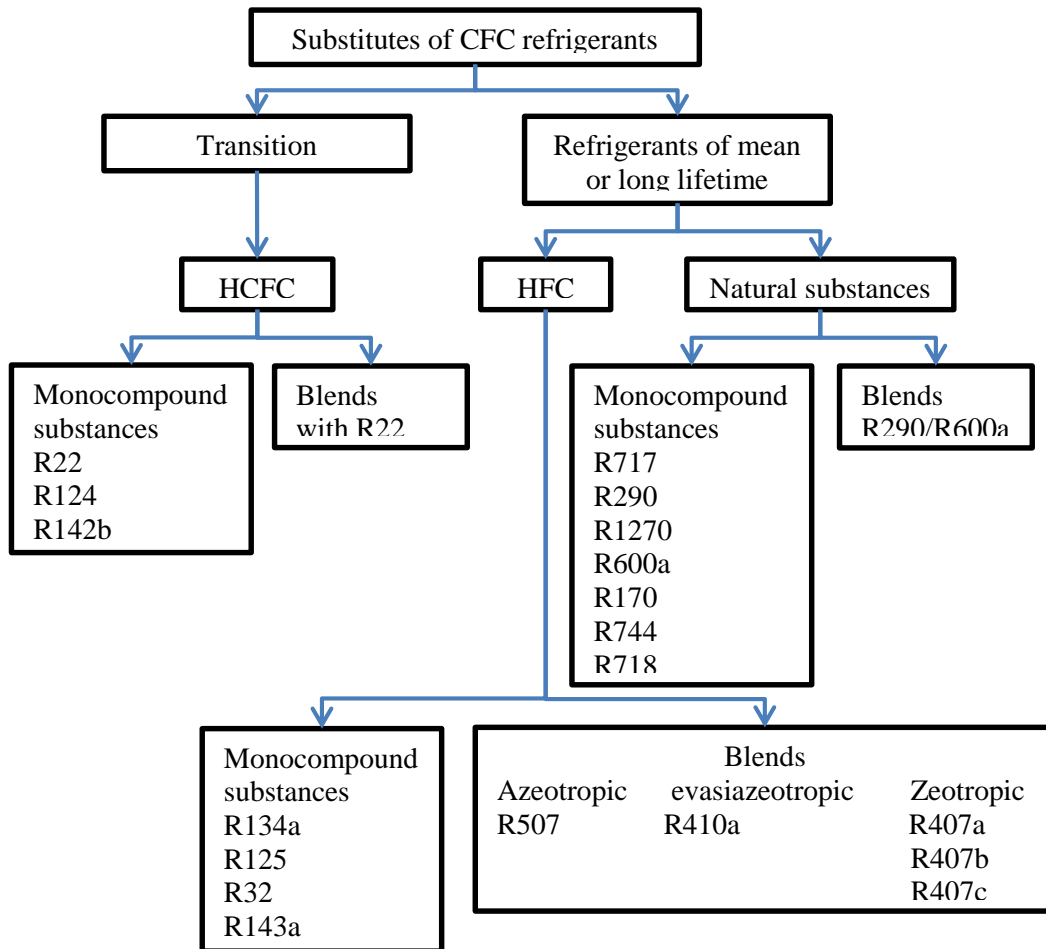 Substitutes of CFC refrigerants
Transition
Refrigerants of mean
or long lifetime
HCFC
HFC
Natural substances
Monocompound
substances
R22
R124
R142b
Blends
with R22
Monocompound
substances
R717
R290
R1270
R600a
R170
R744
R718
Blends
R290/R600a
Monocompound
substances
R134a
R125
R32
R143a
Blends
Azeotropic evasiazeotropic Zeotropic
R507 R410a R407a
R407b
R407c